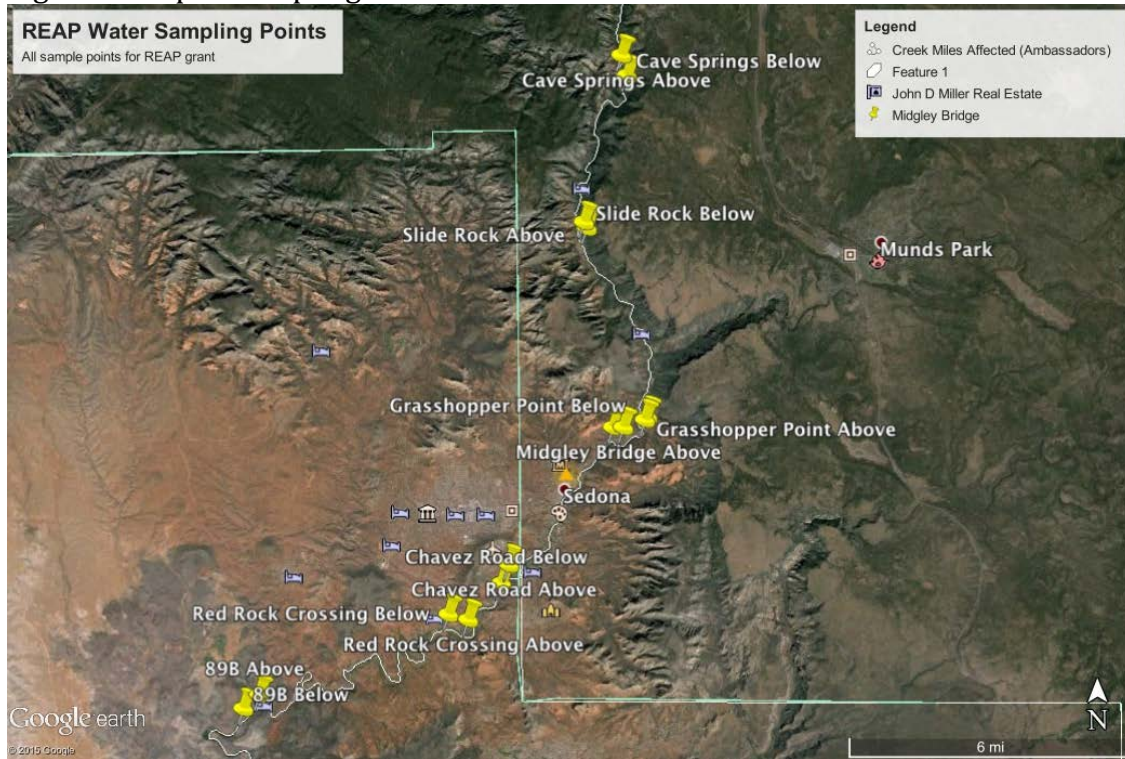 REAP Water Sampling Points
All sample points for REAP grant
Legend
Creek Miles Affected (Ambassadors)
Feature 1
John D Miller Real Estate
Midgley Bridge
Cave Springs Below
Cave Springs Above
Slide Rock Below
Slide Rock Above
Munds Park
Grasshopper Point Below
Grasshopper Point Above
Midgley Bridge Above
Sedona
Chavez Road Below
Chavez Road Above
Red Rock Crossing Below
Red Rock Crossing Above
89B Above
89B Below
Google earth
© 2015 Google
N
6 mi